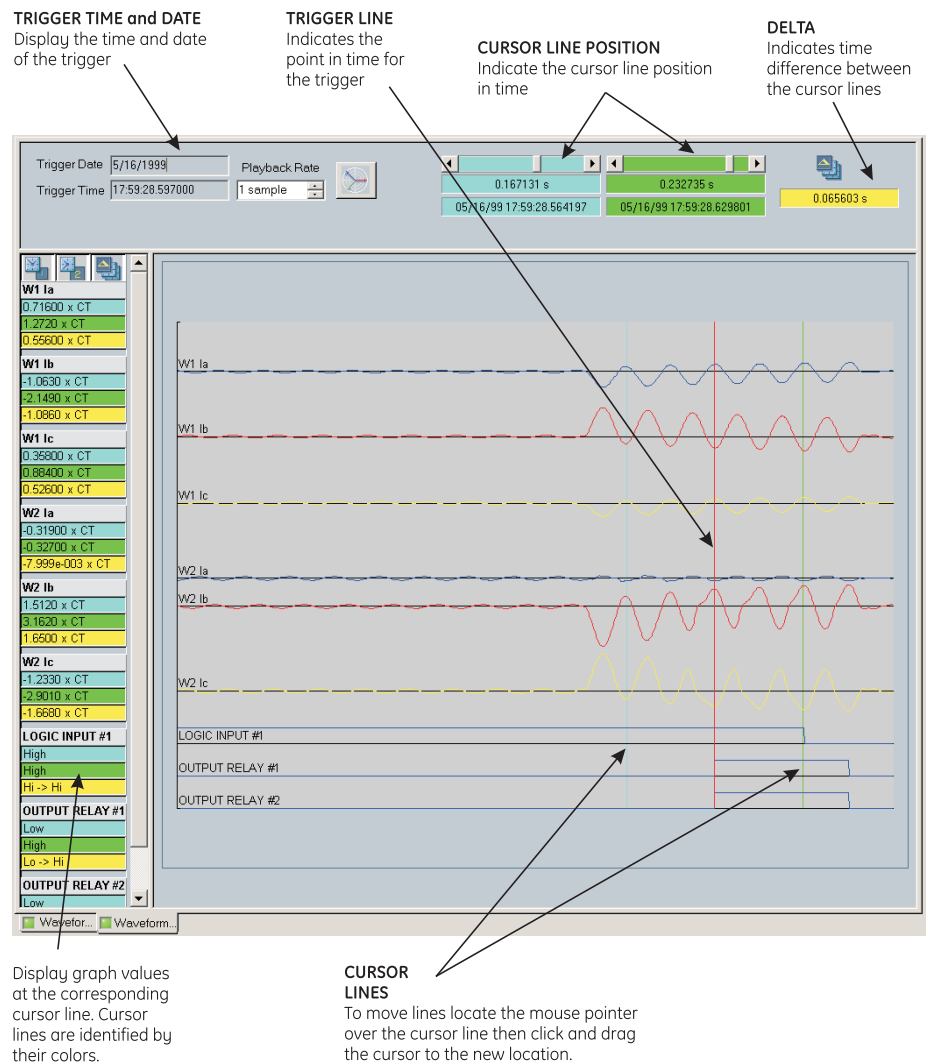 TRIGGER TIME and DATE
Display the time and date
of the trigger
TRIGGER LINE
Indicates the
point in time for
the trigger
CURSOR LINE POSITION
Indicate the cursor line position
in time
DELTA
Indicates time
difference between
the cursor lines
Trigger Date 5/16/1999
Trigger Time 17:59:28.597000
Playback Rate
1 sample
0.167131 s
05/16/99 17:59:28.564197
0.232735 s
05/16/99 17:59:28.629801
0.065603 s
2
W1 Ia
0.71600 x CT
1.2720 x CT
0.55600 x CT
W1 Ib
-1.0630 x CT
-2.1490 x CT
-1.0860 x CT
W1 Ic
0.35800 x CT
0.88400 x CT
0.52600 x CT
W2 Ia
-0.31900 x CT
-0.32700 x CT
-7.999e-003 x CT
W2 Ib
1.5120 x CT
3.1620 x CT
1.6500 x CT
W2 Ic
-1.2330 x CT
-2.9010 x CT
-1.6680 x CT
LOGIC INPUT #1
High
High
Hi -> Hi
OUTPUT RELAY #1
Low
High
Lo -> Hi
OUTPUT RELAY #2
Low
W1 Ia
W1 Ib
W1 Ic
W2 Ia
W2 Ib
W2 Ic
LOGIC INPUT #1
OUTPUT RELAY #1
OUTPUT RELAY #2
Wavefor...
Waveform...
Display graph values
at the corresponding
cursor line. Cursor
lines are identified by
their colors.
CURSOR
LINES
To move lines locate the mouse pointer
over the cursor line then click and drag
the cursor to the new location.